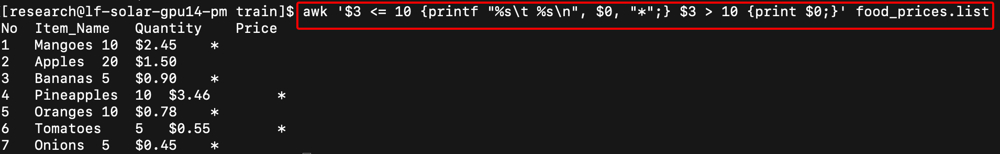 [research@lf-solar-gpu14-pm train]$ awk '$3 <= 10 {printf "%s\t %s\n", $0, "*";} $3 > 10 {print $0;}' food_prices.list
No Item_Name Quantity Price
1 Mangoes 10 $2.45 *
2 Apples 20 $1.50
3 Bananas 5 $0.90 *
4 Pineapples 10 $3.46 *
5 Oranges 10 $0.78 *
6 Tomatoes 5 $0.55 *
7 Onions 5 $0.45 *